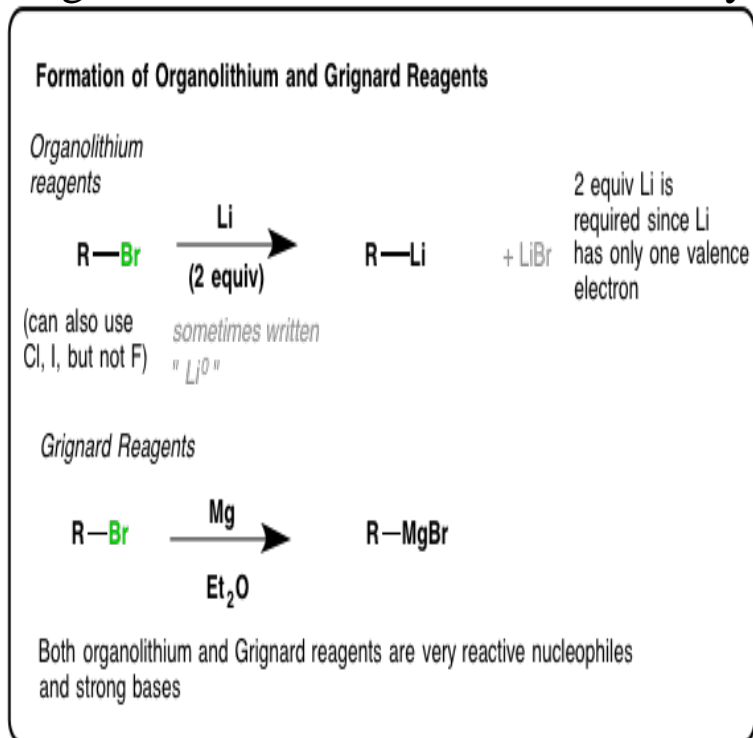 Formation of Organolithium and Grignard Reagents
Organolithium
reagents
R—Br
Li
(2 equiv)
R—Li
+ LiBr
2 equiv Li is
required since Li
has only one valence
electron
(can also use
Cl, I, but not F)
sometimes written
" Li⁰ "
Grignard Reagents
R—Br
Mg
Et₂O
R—MgBr
Both organolithium and Grignard reagents are very reactive nucleophiles
and strong bases